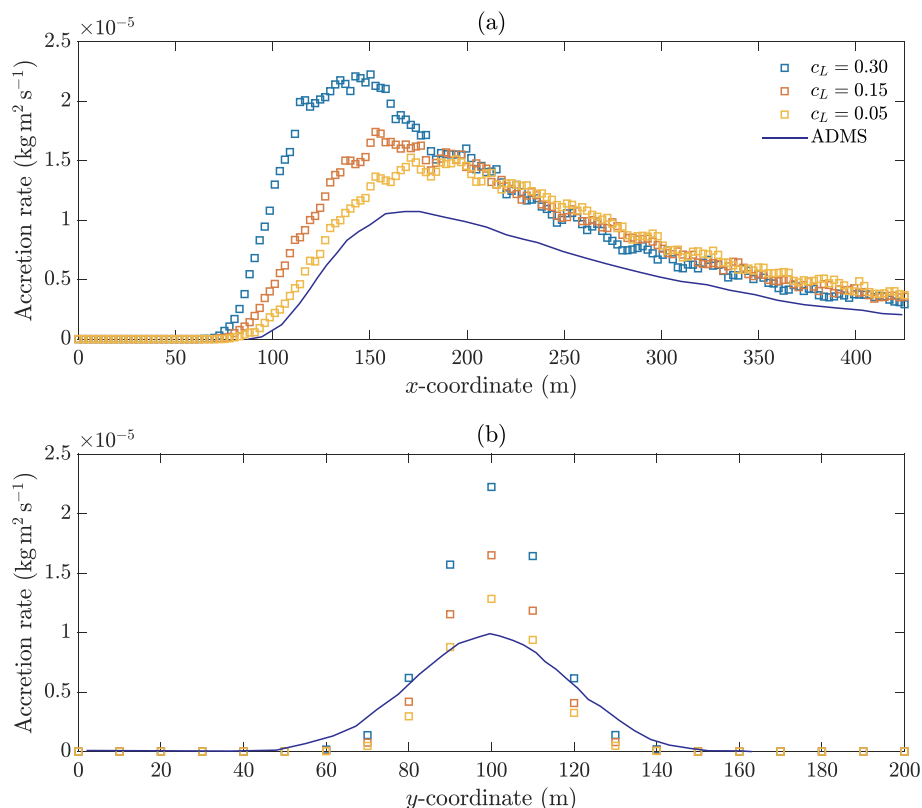 (a)
×10⁻⁵
2.5
2
1.5
1
0.5
0
Accretion rate (kg m² s⁻¹)
c_L = 0.30
c_L = 0.15
c_L = 0.05
ADMS
0 50 100 150 200 250 300 350 400
x-coordinate (m)
(b)
×10⁻⁵
2.5
2
1.5
1
0.5
0
Accretion rate (kg m² s⁻¹)
0 20 40 60 80 100 120 140 160 180 200
y-coordinate (m)